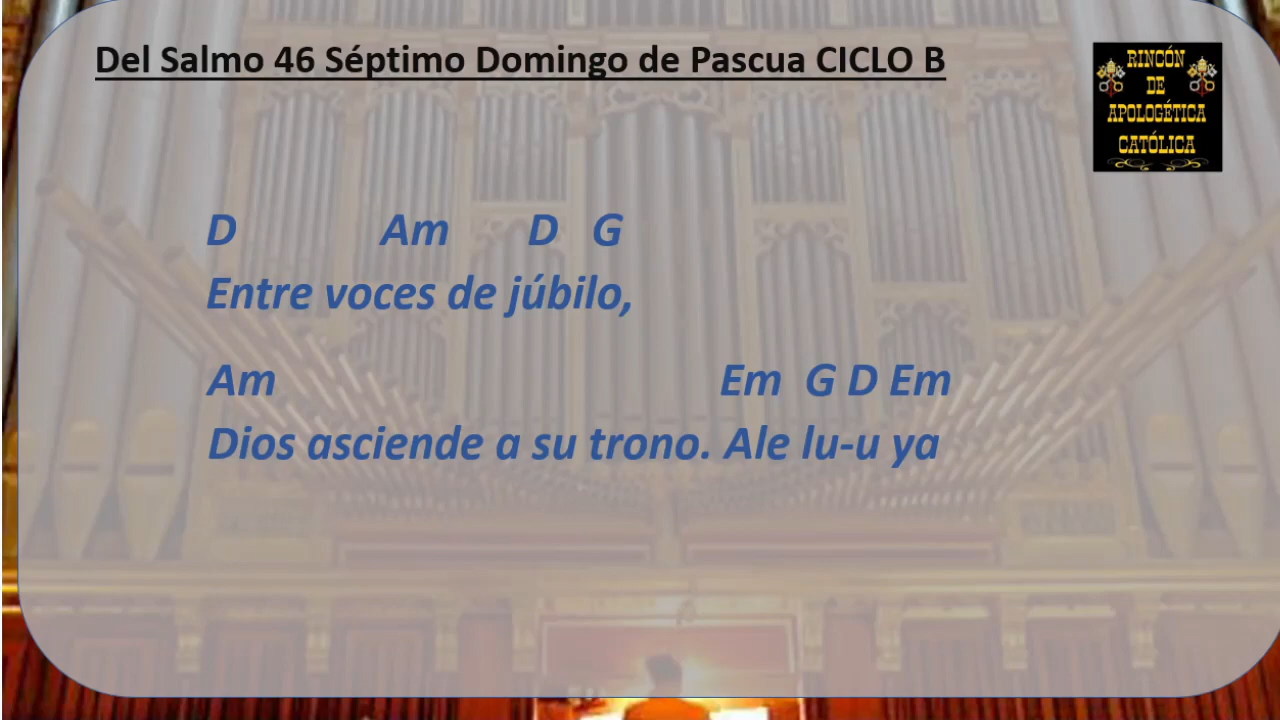 Del Salmo 46 Séptimo Domingo de Pascua CICLO B
RINCÓN
DE
APOLOGÉTICA
CATÓLICA
D Am D G
Entre voces de júbilo,
Am Em G D Em
Dios asciende a su trono. Ale lu-u ya